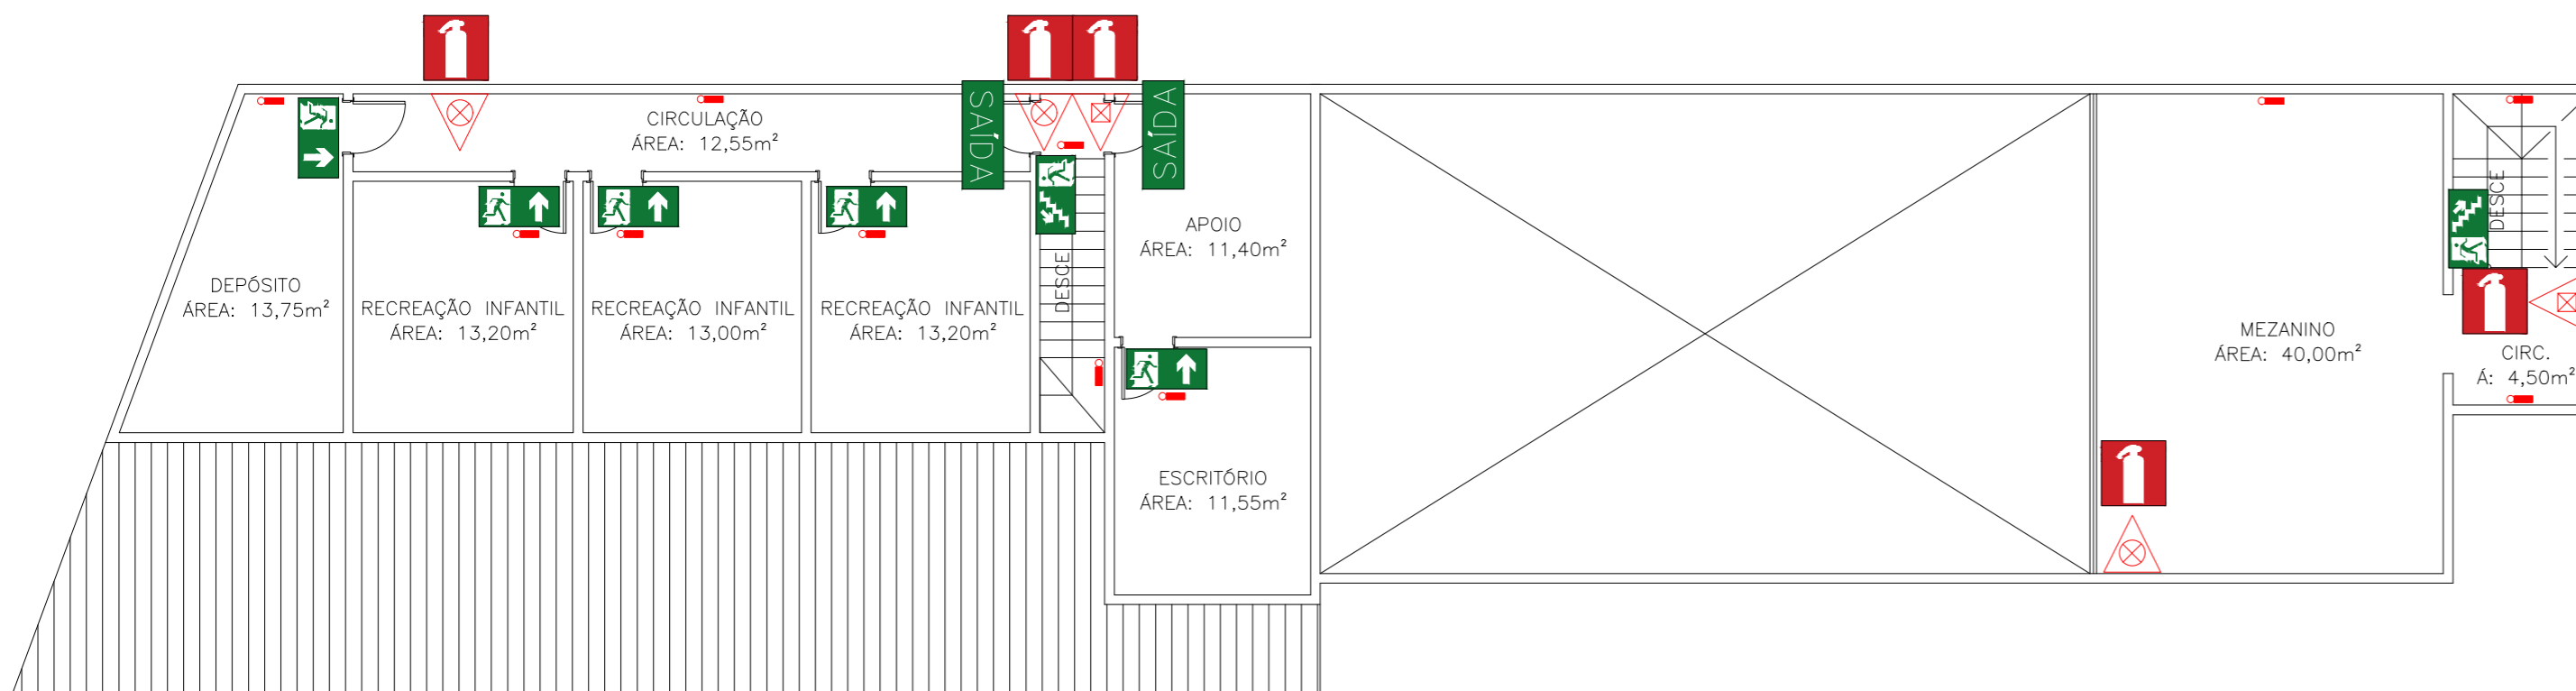 SAÍDA
SAÍDA
CIRCULAÇÃO
ÁREA: 12,55m²
DESCE
APOIO
ÁREA: 11,40m²
DEPÓSITO
ÁREA: 13,75m²
RECREAÇÃO INFANTIL
ÁREA: 13,20m²
RECREAÇÃO INFANTIL
ÁREA: 13,00m²
RECREAÇÃO INFANTIL
ÁREA: 13,20m²
DESCE
MEZANINO
ÁREA: 40,00m²
CIRC.
Á: 4,50m²
ESCRITÓRIO
ÁREA: 11,55m²